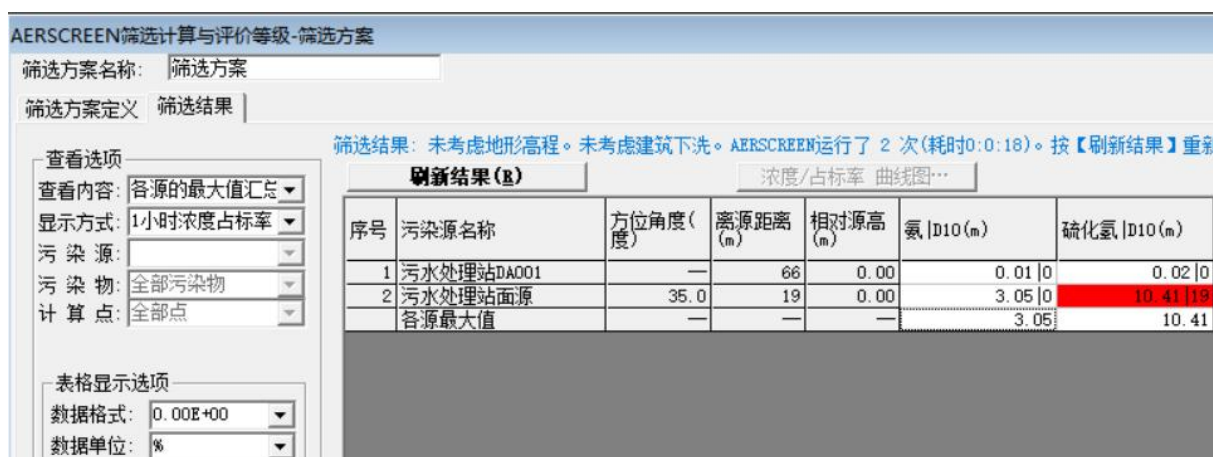 AERSCREEN筛选计算与评价等级-筛选方案
筛选方案名称: 筛选方案
筛选方案定义 筛选结果
筛选结果: 未考虑地形高程。未考虑建筑下洗。AERSCREEN运行了 2 次(耗时0:0:18)。按【刷新结果】重新
查看选项
查看内容: 各源的最大值汇总
显示方式: 1小时浓度占标率
污 染 源:
污 染 物: 全部污染物
计 算 点: 全部点
表格显示选项
数据格式: 0.00E+00
数据单位: %
刷新结果(R) 浓度/占标率 曲线图…
序号 污染源名称 方位角度(度) 离源距离(m) 相对源高(m) 氨|D10(m) 硫化氢|D10(m)
1 污水处理站DA001 — 66 0.00 0.01|0 0.02|0
2 污水处理站面源 35.0 19 0.00 3.05|0 10.41|19
各源最大值 — — — 3.05 10.41